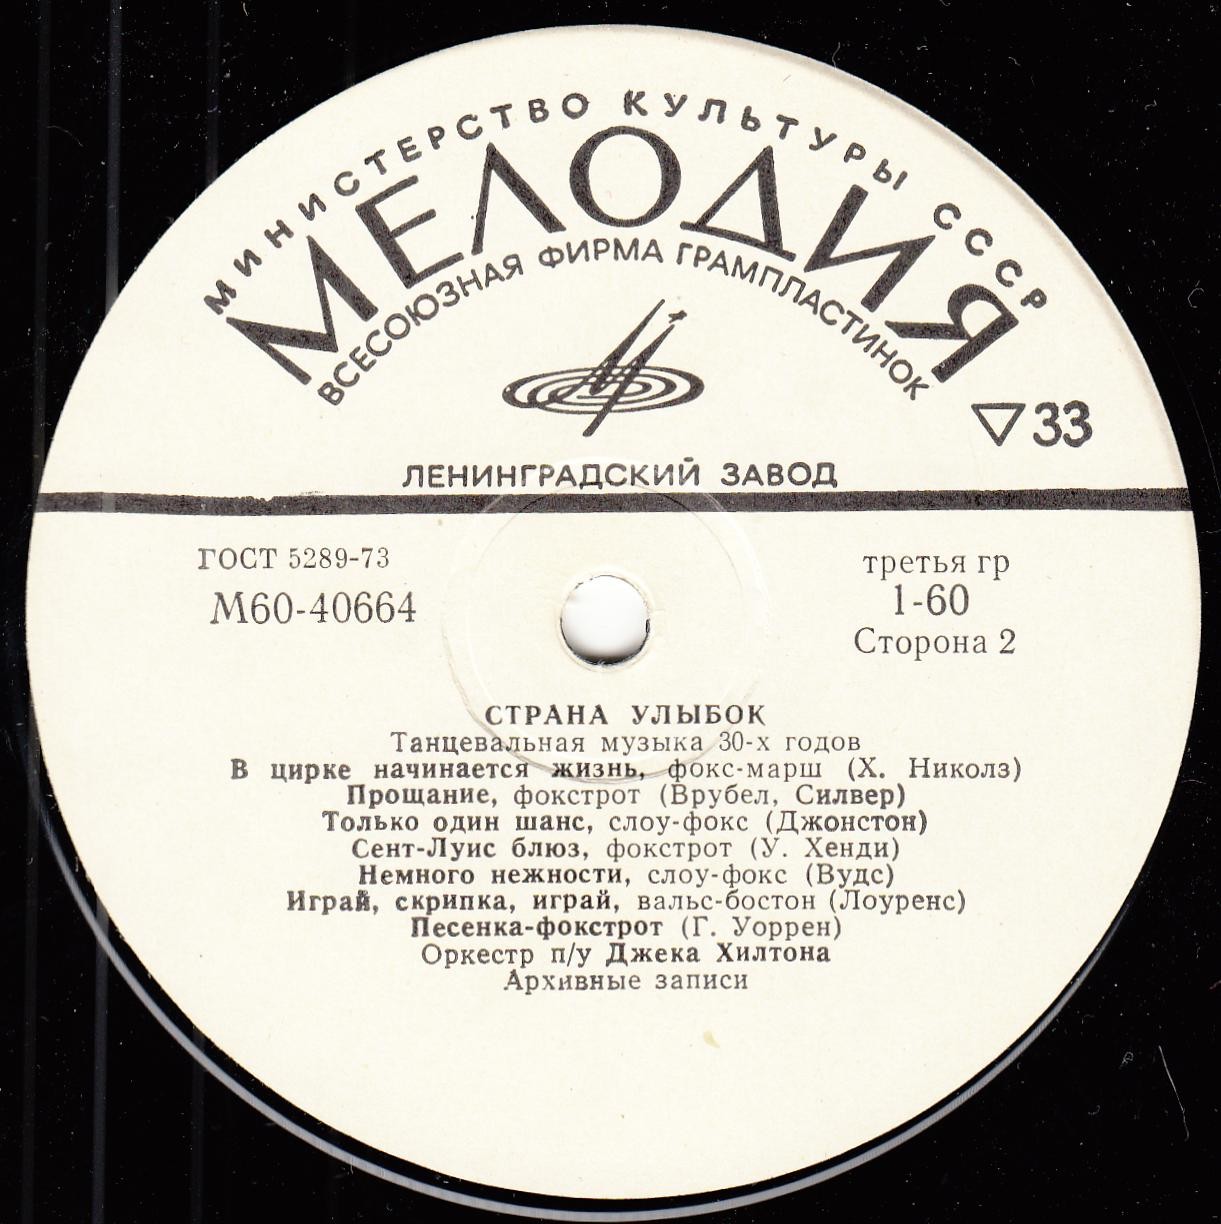 МИНИСТЕРСТВО КУЛЬТУРЫ СССР
МЕЛОДИЯ
ВСЕСОЮЗНАЯ ФИРМА ГРАМПЛАСТИНОК
▽33
ЛЕНИНГРАДСКИЙ ЗАВОД
ГОСТ 5289-73
М60-40664
третья гр
1-60
Сторона 2
СТРАНА УЛЫБОК
Танцевальная музыка 30-х годов
В цирке начинается жизнь, фокс-марш (Х. Николз)
Прощание, фокстрот (Врубел, Силвер)
Только один шанс, слоу-фокс (Джонстон)
Сент-Луис блюз, фокстрот (У. Хенди)
Немного нежности, слоу-фокс (Вудс)
Играй, скрипка, играй, вальс-бостон (Лоуренс)
Песенка-фокстрот (Г. Уоррен)
Оркестр п/у Джека Хилтона
Архивные записи